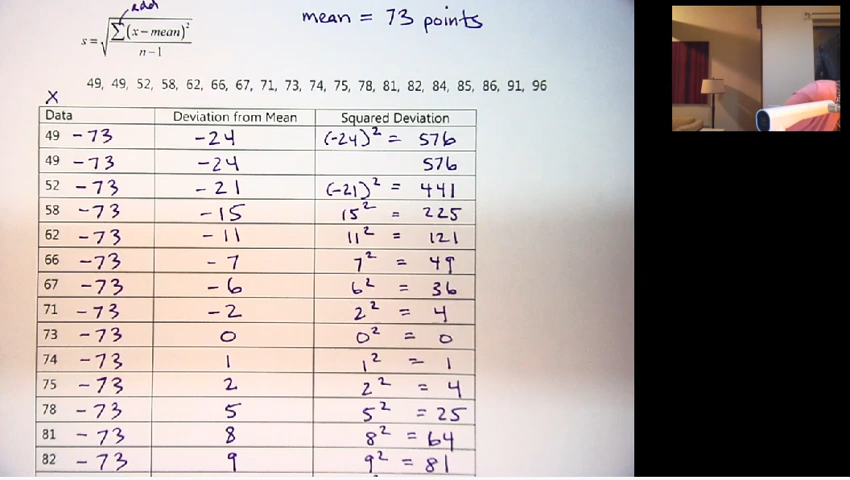 add
mean = 73 points
s = √(∑(x − mean)² / (n − 1))
49, 49, 52, 58, 62, 66, 67, 71, 73, 74, 75, 78, 81, 82, 84, 85, 86, 91, 96
X
Data Deviation from Mean Squared Deviation
49 - 73 -24 (-24)² = 576
49 - 73 -24 576
52 - 73 -21 (-21)² = 441
58 - 73 -15 15² = 225
62 - 73 -11 11² = 121
66 - 73 -7 7² = 49
67 - 73 -6 6² = 36
71 - 73 -2 2² = 4
73 - 73 0 0² = 0
74 - 73 1 1² = 1
75 - 73 2 2² = 4
78 - 73 5 5² = 25
81 - 73 8 8² = 64
82 - 73 9 9² = 81